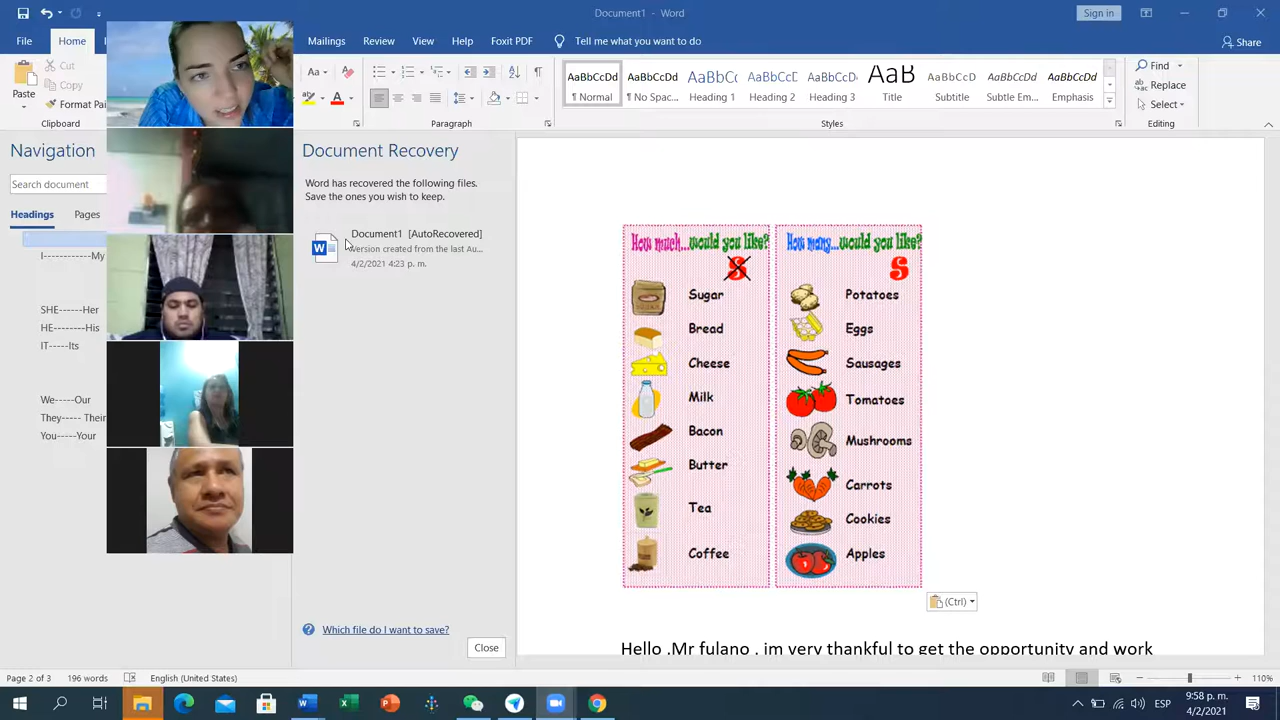 Document1 - Word
Sign in
File
Home
Mailings
Review
View
Help
Foxit PDF
Tell me what you want to do
Share
Paste
Cut
Copy
Format Pa
Clipboard
Aa
A
Paragraph
AaBbCcDd
¶ Normal
AaBbCcDd
¶ No Spac...
AaBbC
Heading 1
AaBbCcD
Heading 2
AaBbCcD
Heading 3
AaB
Title
AaBbCcD
Subtitle
AaBbCcDd
Subtle Em...
AaBbCcDd
Emphasis
Styles
Find
Replace
Select
Editing
Navigation
Search document
Headings
Pages
I------------My
SHE------Her
HE--------His
IT-----Its
We-----Our
They----- Their
You-----Your
Document Recovery
Word has recovered the following files.
Save the ones you wish to keep.
Document1 [AutoRecovered]
Version created from the last Au...
4/2/2021 4:23 p. m.
Which file do I want to save?
Close
How much...would you like?
S
Sugar
Bread
Cheese
Milk
Bacon
Butter
Tea
Coffee
How many...would you like?
S
Potatoes
Eggs
Sausages
Tomatoes
Mushrooms
Carrots
Cookies
Apples
(Ctrl)
Hello .Mr fulano . im very thankful to get the opportunity and work
Page 2 of 3
196 words
English (United States)
110%
ESP
9:58 p. m.
4/2/2021